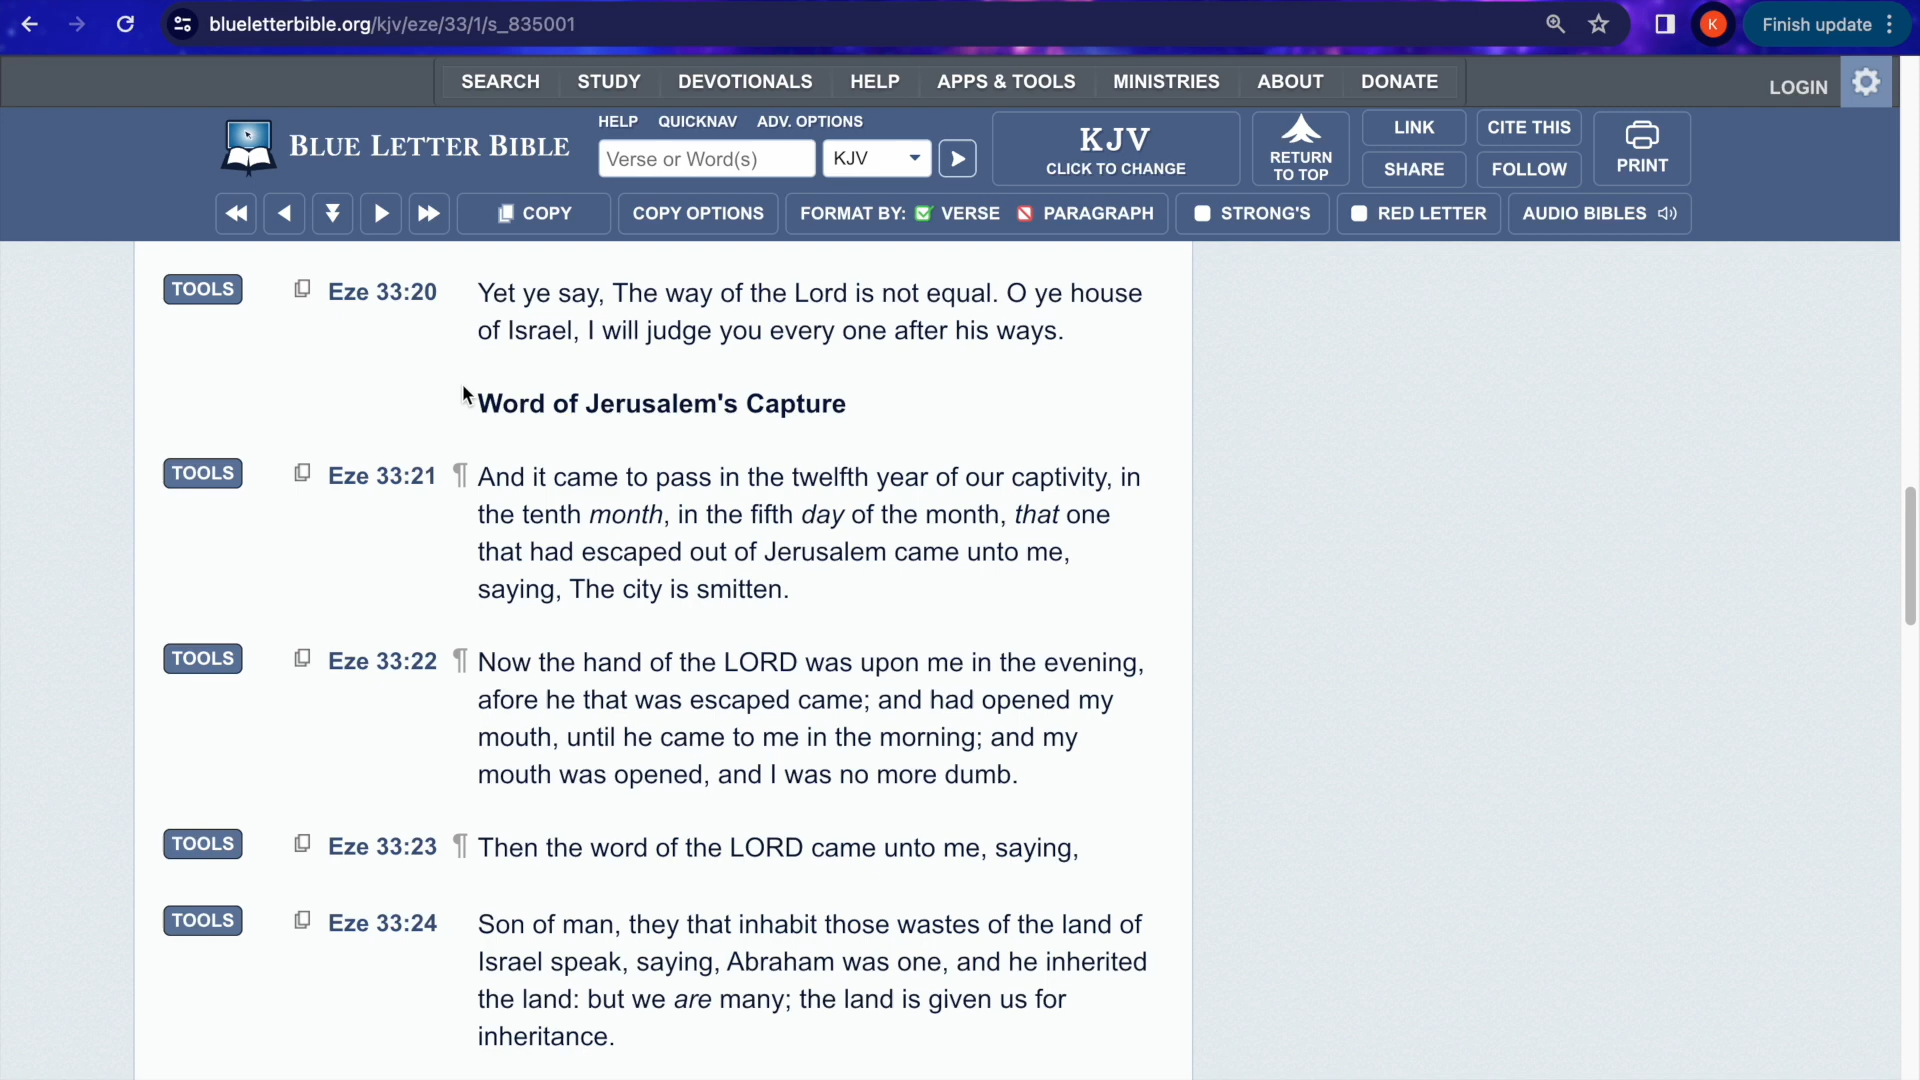 blueletterbible.org/kjv/eze/33/1/s_835001
K
Finish update
SEARCH STUDY DEVOTIONALS HELP APPS & TOOLS MINISTRIES ABOUT DONATE
LOGIN
BLUE LETTER BIBLE
HELP QUICKNAV ADV. OPTIONS
Verse or Word(s)
KJV
KJV
CLICK TO CHANGE
RETURN
TO TOP
LINK
CITE THIS
SHARE
FOLLOW
PRINT
COPY
COPY OPTIONS
FORMAT BY: VERSE PARAGRAPH
STRONG'S
RED LETTER
AUDIO BIBLES
TOOLS Eze 33:20 Yet ye say, The way of the Lord is not equal. O ye house
of Israel, I will judge you every one after his ways.
Word of Jerusalem's Capture
TOOLS Eze 33:21 ¶ And it came to pass in the twelfth year of our captivity, in
the tenth month, in the fifth day of the month, that one
that had escaped out of Jerusalem came unto me,
saying, The city is smitten.
TOOLS Eze 33:22 ¶ Now the hand of the LORD was upon me in the evening,
afore he that was escaped came; and had opened my
mouth, until he came to me in the morning; and my
mouth was opened, and I was no more dumb.
TOOLS Eze 33:23 ¶ Then the word of the LORD came unto me, saying,
TOOLS Eze 33:24 Son of man, they that inhabit those wastes of the land of
Israel speak, saying, Abraham was one, and he inherited
the land: but we are many; the land is given us for
inheritance.